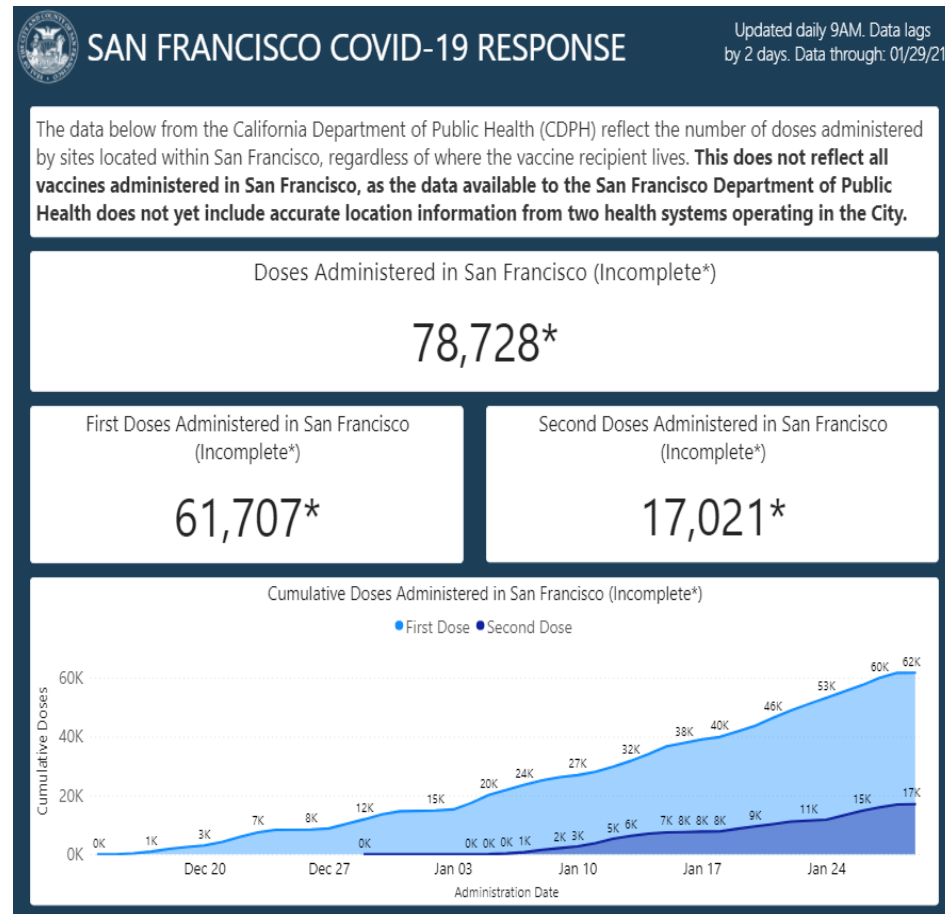 SAN FRANCISCO COVID-19 RESPONSE
Updated daily 9AM. Data lags
by 2 days. Data through: 01/29/21
The data below from the California Department of Public Health (CDPH) reflect the number of doses administered
by sites located within San Francisco, regardless of where the vaccine recipient lives. This does not reflect all
vaccines administered in San Francisco, as the data available to the San Francisco Department of Public
Health does not yet include accurate location information from two health systems operating in the City.
Doses Administered in San Francisco (Incomplete*)
78,728*
First Doses Administered in San Francisco
(Incomplete*)
61,707*
Second Doses Administered in San Francisco
(Incomplete*)
17,021*
Cumulative Doses Administered in San Francisco (Incomplete*)
First Dose Second Dose
Cumulative Doses
60K
40K
20K
0K
0K 1K 3K 7K 8K 12K 15K 20K 24K 27K 32K 38K 40K 46K 53K 60K 62K
0K 0K 0K 0K 1K 2K 3K 5K 6K 7K 8K 8K 8K 9K 11K 15K 17K
Dec 20 Dec 27 Jan 03 Jan 10 Jan 17 Jan 24
Administration Date